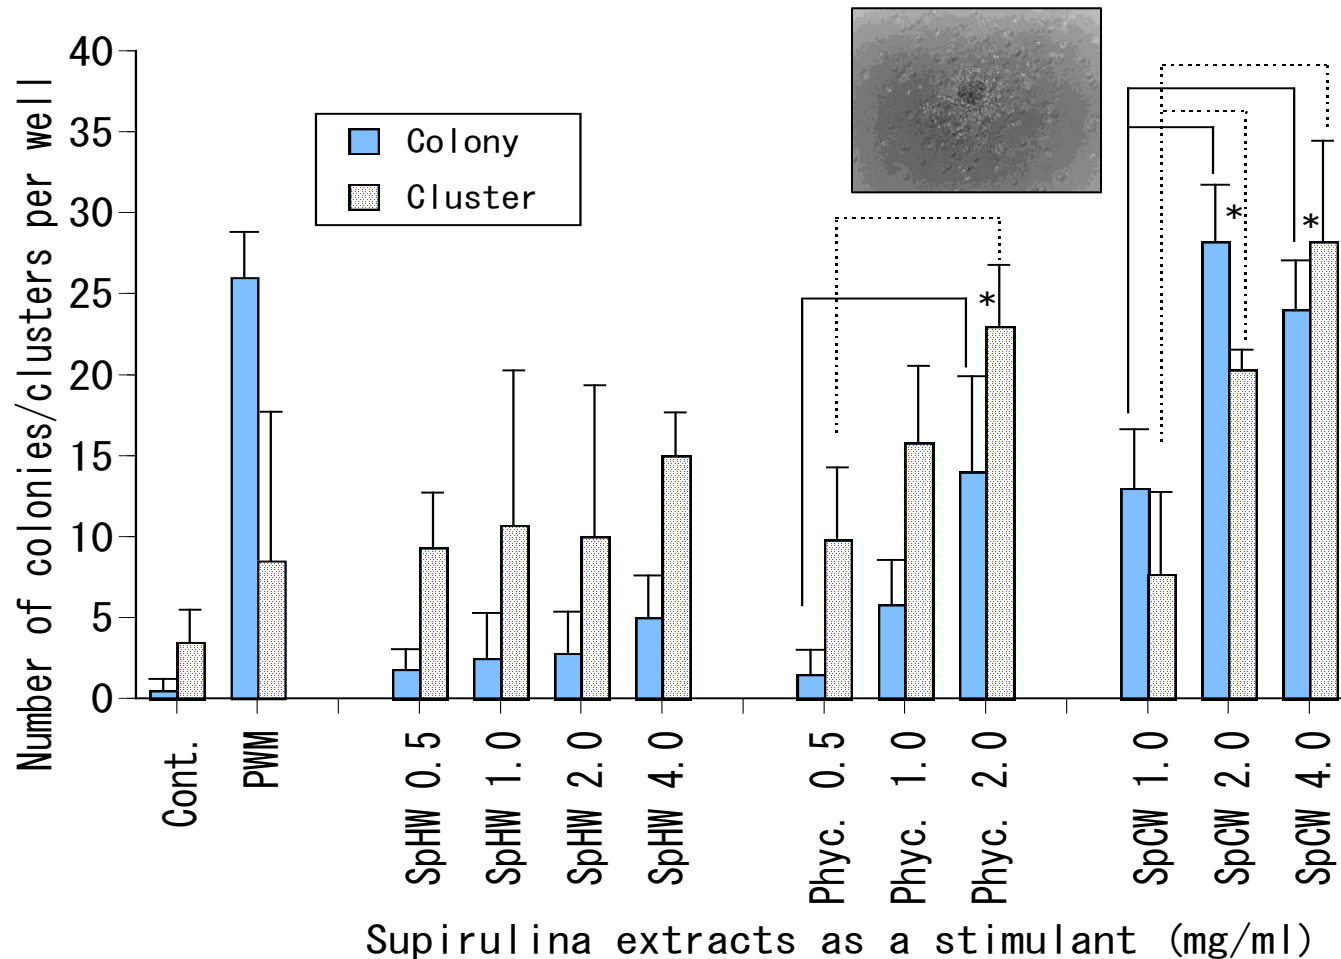 40
35
30
25
20
15
10
5
0
Number of colonies/clusters per well
Colony
Cluster
*
*
*
Cont.
PWM
SpHW 0.5
SpHW 1.0
SpHW 2.0
SpHW 4.0
Phyc. 0.5
Phyc. 1.0
Phyc. 2.0
SpCW 1.0
SpCW 2.0
SpCW 4.0
Supirulina extracts as a stimulant (mg/ml)